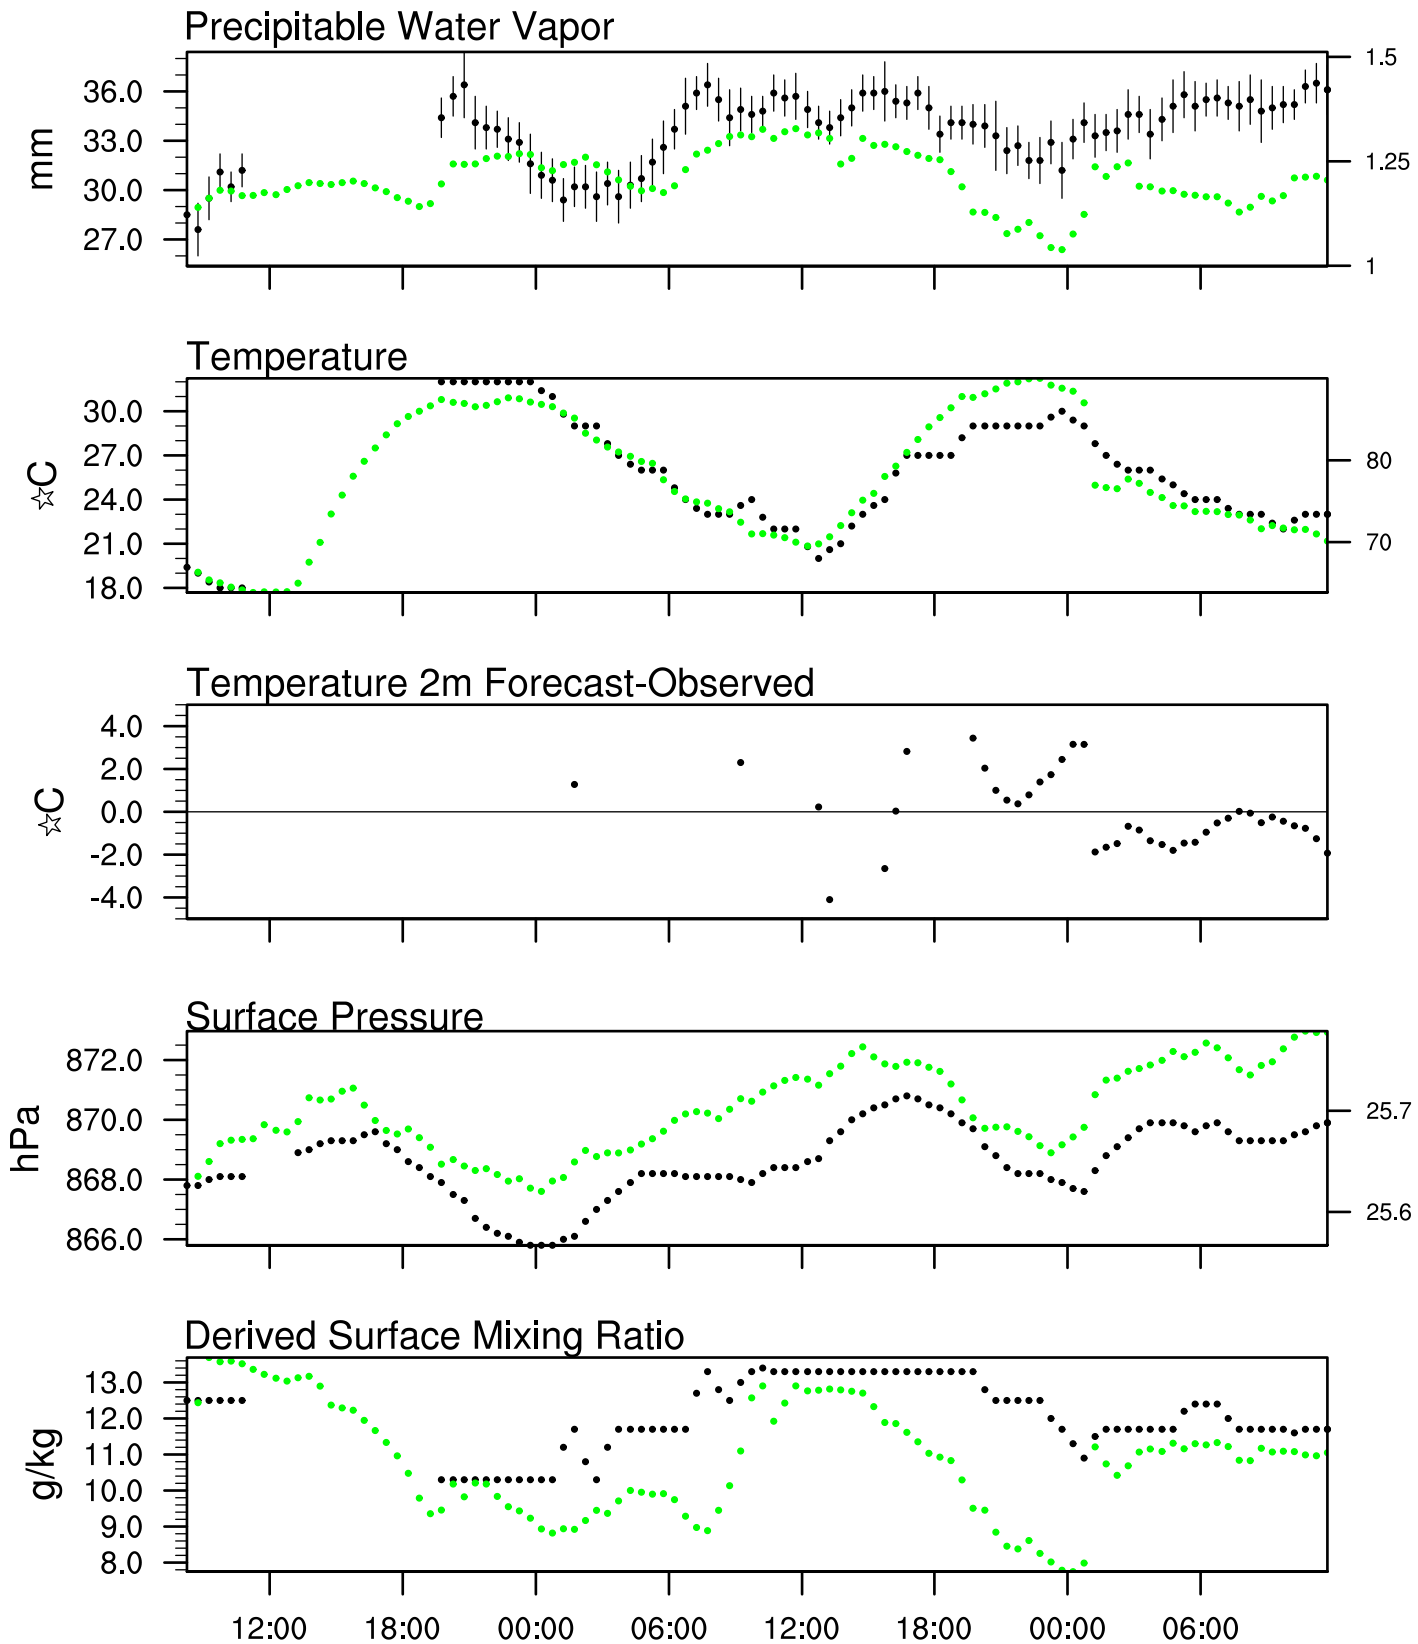 Precipitable Water Vapor
mm
36.0
33.0
30.0
27.0
1.5
1.25
1
Temperature
☆C
30.0
27.0
24.0
21.0
18.0
80
70
Temperature 2m Forecast-Observed
☆C
4.0
2.0
0.0
-2.0
-4.0
Surface Pressure
hPa
872.0
870.0
868.0
866.0
25.7
25.6
Derived Surface Mixing Ratio
g/kg
13.0
12.0
11.0
10.0
9.0
8.0
12:00 18:00 00:00 06:00 12:00 18:00 00:00 06:00